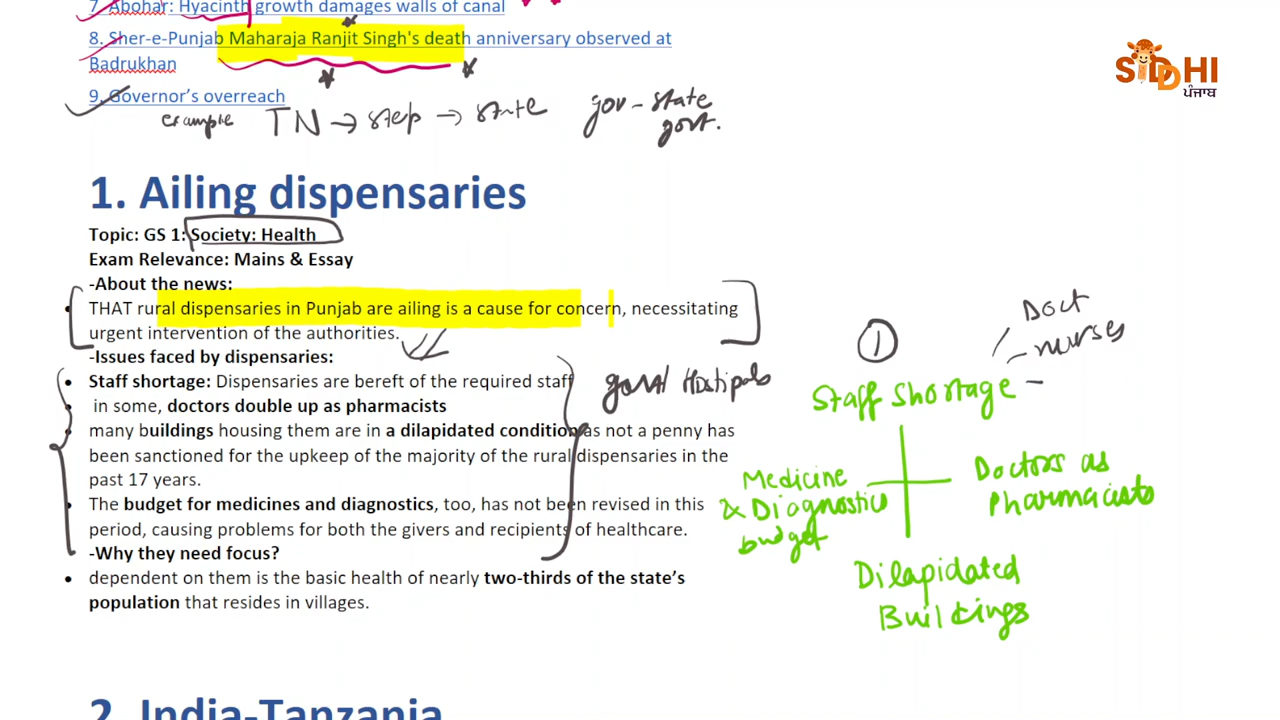 7. Abohar: Hyacinth growth damages walls of canal
8. Sher-e-Punjab Maharaja Ranjit Singh's death anniversary observed at
Badrukhan
9. Governor's overreach
example TN → step → state gov - state
govt.
SIDDHI
ਪੰਜਾਬ
1. Ailing dispensaries
Topic: GS 1: Society: Health
Exam Relevance: Mains & Essay
-About the news:
• THAT rural dispensaries in Punjab are ailing is a cause for concern, necessitating
urgent intervention of the authorities.
-Issues faced by dispensaries:
• Staff shortage: Dispensaries are bereft of the required staff
• in some, doctors double up as pharmacists
• many buildings housing them are in a dilapidated condition as not a penny has
been sanctioned for the upkeep of the majority of the rural dispensaries in the
past 17 years.
• The budget for medicines and diagnostics, too, has not been revised in this
period, causing problems for both the givers and recipients of healthcare.
-Why they need focus?
• dependent on them is the basic health of nearly two-thirds of the state's
population that resides in villages.
1
Doct
- nurses
Staff Shortage -
Medicine
& Diagnostic
budget
Doctors as
Pharmacists
Dilapidated
Buildings
2. India-Tanzania